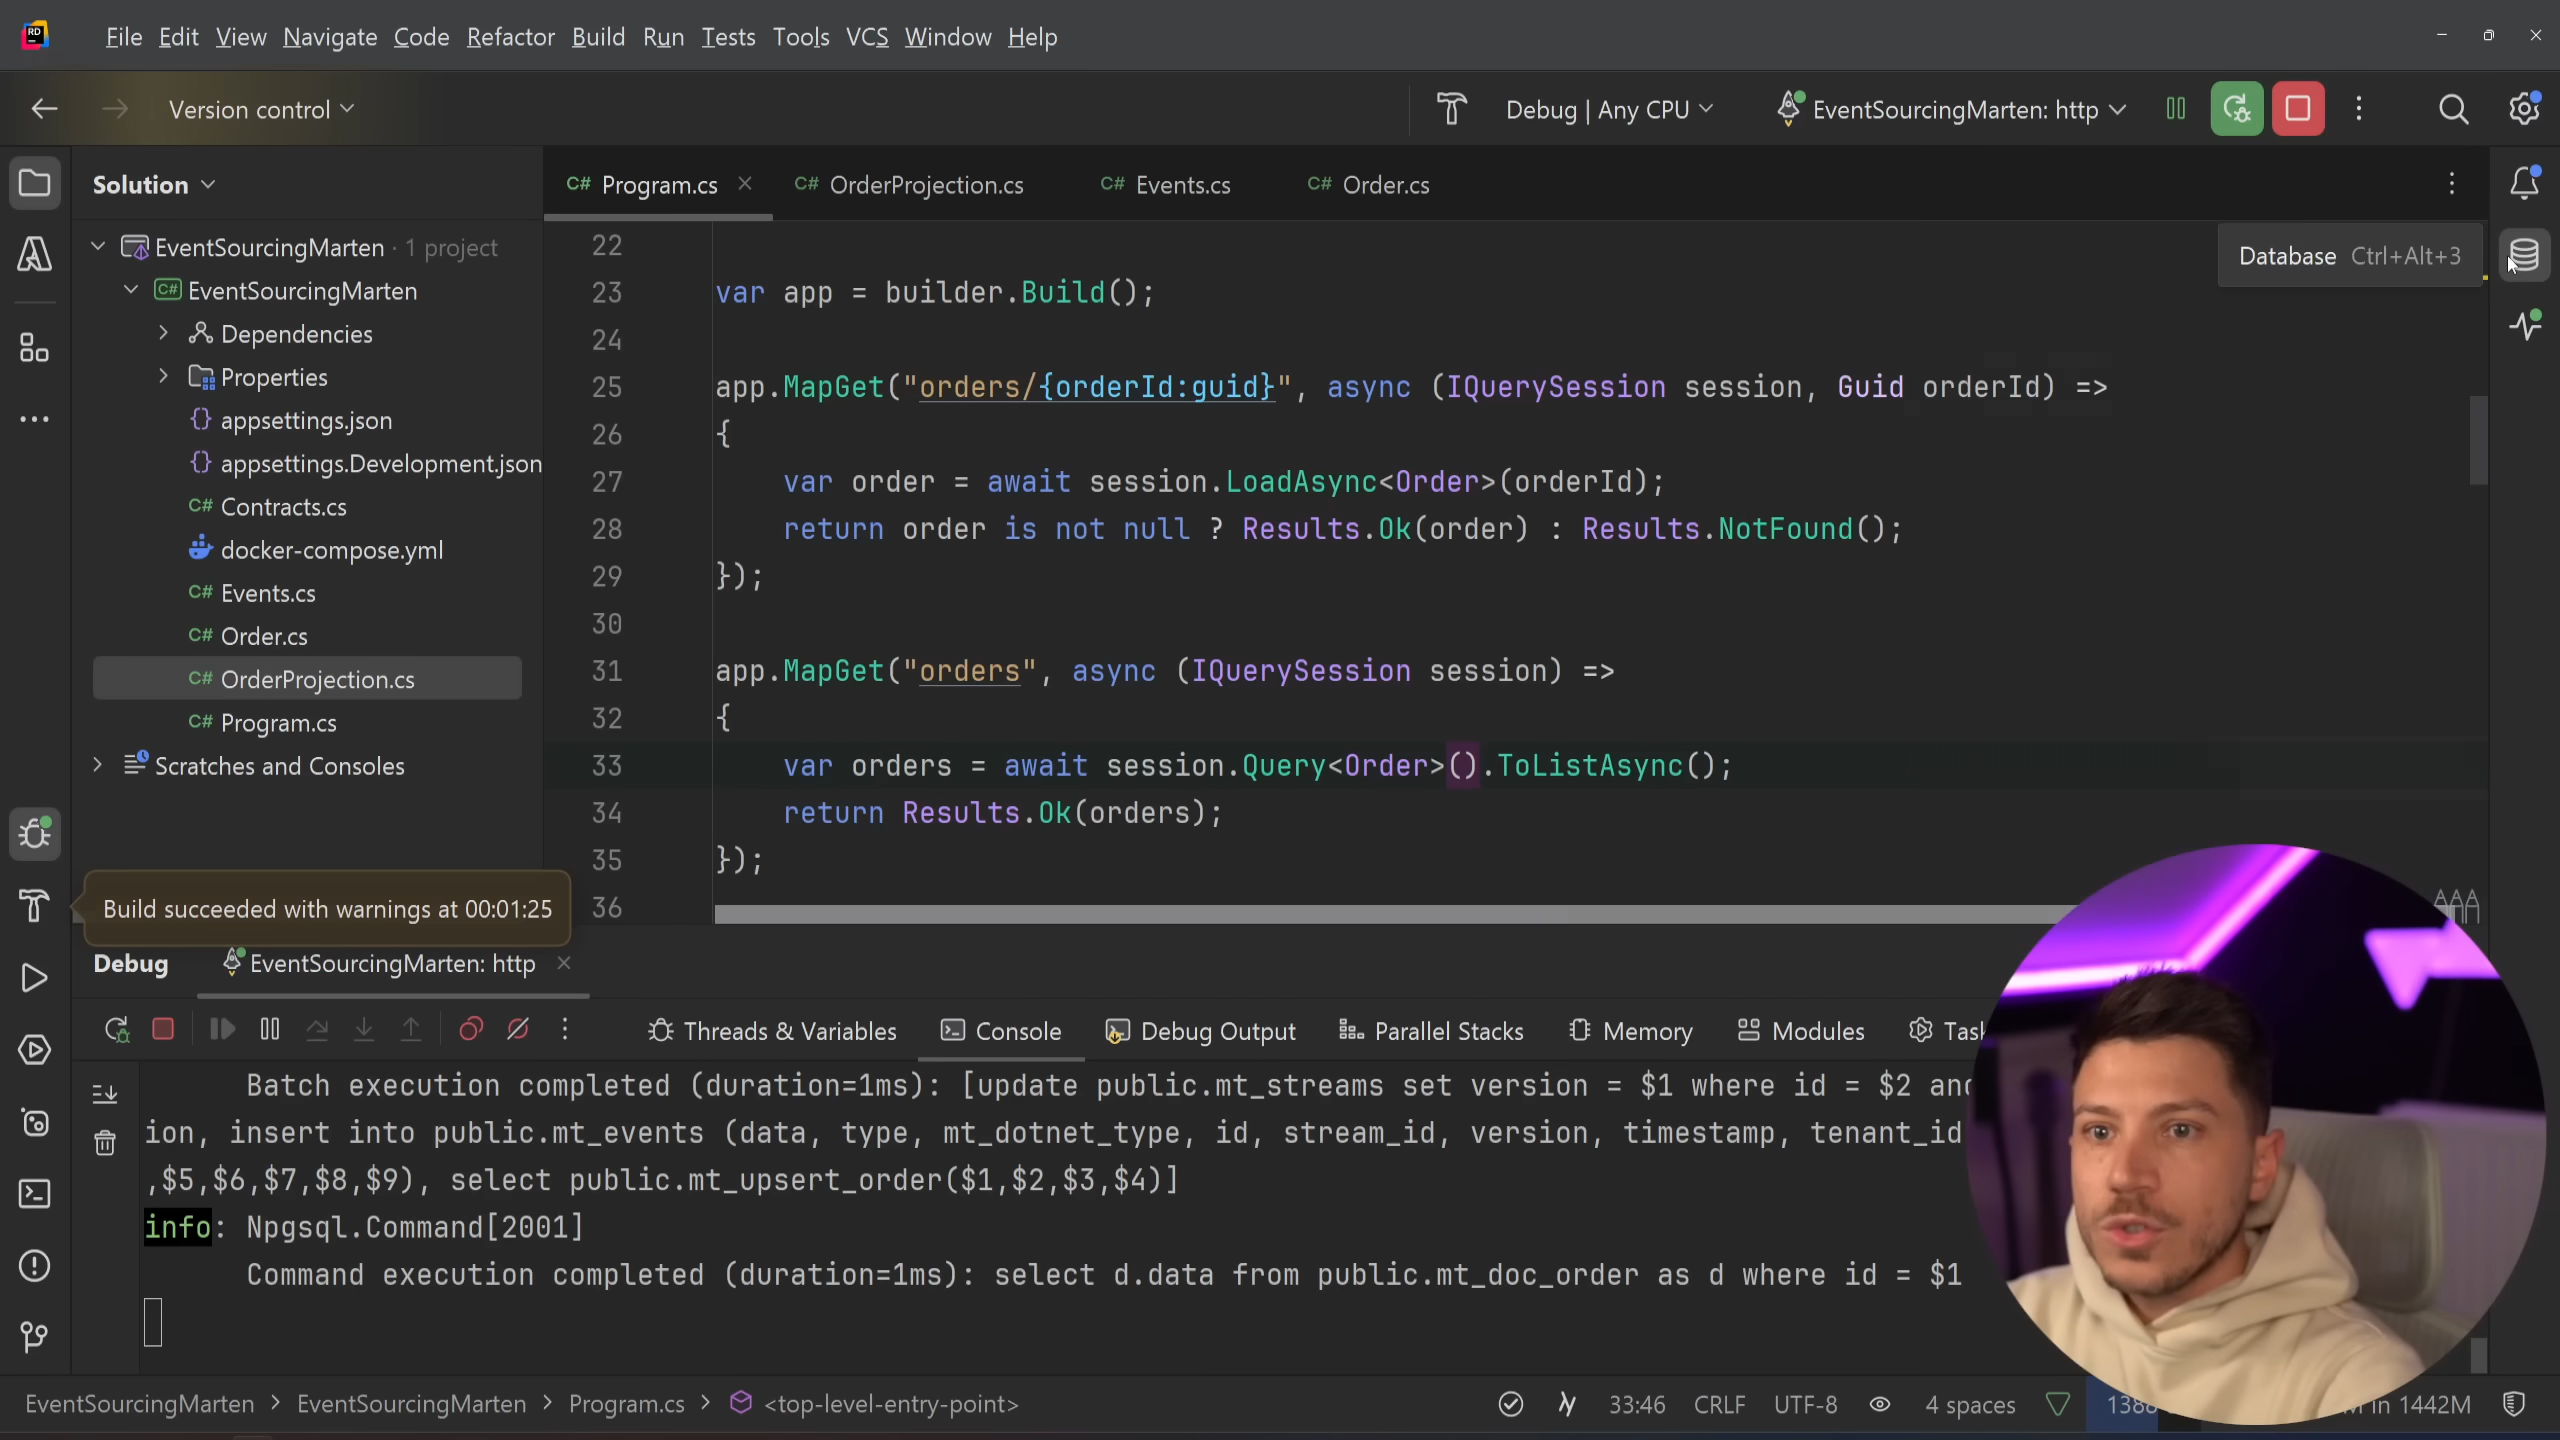 RD File Edit View Navigate Code Refactor Build Run Tests Tools VCS Window Help
Version control Debug | Any CPU EventSourcingMarten: http
Solution
C# Program.cs C# OrderProjection.cs C# Events.cs C# Order.cs
EventSourcingMarten · 1 project
C# EventSourcingMarten
Dependencies
Properties
{} appsettings.json
{} appsettings.Development.json
C# Contracts.cs
docker-compose.yml
C# Events.cs
C# Order.cs
C# OrderProjection.cs
C# Program.cs
Scratches and Consoles
Database Ctrl+Alt+3
22
23 var app = builder.Build();
24
25 app.MapGet("orders/{orderId:guid}", async (IQuerySession session, Guid orderId) =>
26 {
27 var order = await session.LoadAsync<Order>(orderId);
28 return order is not null ? Results.Ok(order) : Results.NotFound();
29 });
30
31 app.MapGet("orders", async (IQuerySession session) =>
32 {
33 var orders = await session.Query<Order>().ToListAsync();
34 return Results.Ok(orders);
35 });
36
Build succeeded with warnings at 00:01:25
Debug EventSourcingMarten: http
Threads & Variables Console Debug Output Parallel Stacks Memory Modules
Batch execution completed (duration=1ms): [update public.mt_streams set version = $1 where id = $2
ion, insert into public.mt_events (data, type, mt_dotnet_type, id, stream_id, version, timestamp, tenant_id
,$5,$6,$7,$8,$9), select public.mt_upsert_order($1,$2,$3,$4)]
info: Npgsql.Command[2001]
Command execution completed (duration=1ms): select d.data from public.mt_doc_order as d where id = $1
EventSourcingMarten > EventSourcingMarten > Program.cs > <top-level-entry-point> 33:46 CRLF UTF-8 4 spaces in 1442M